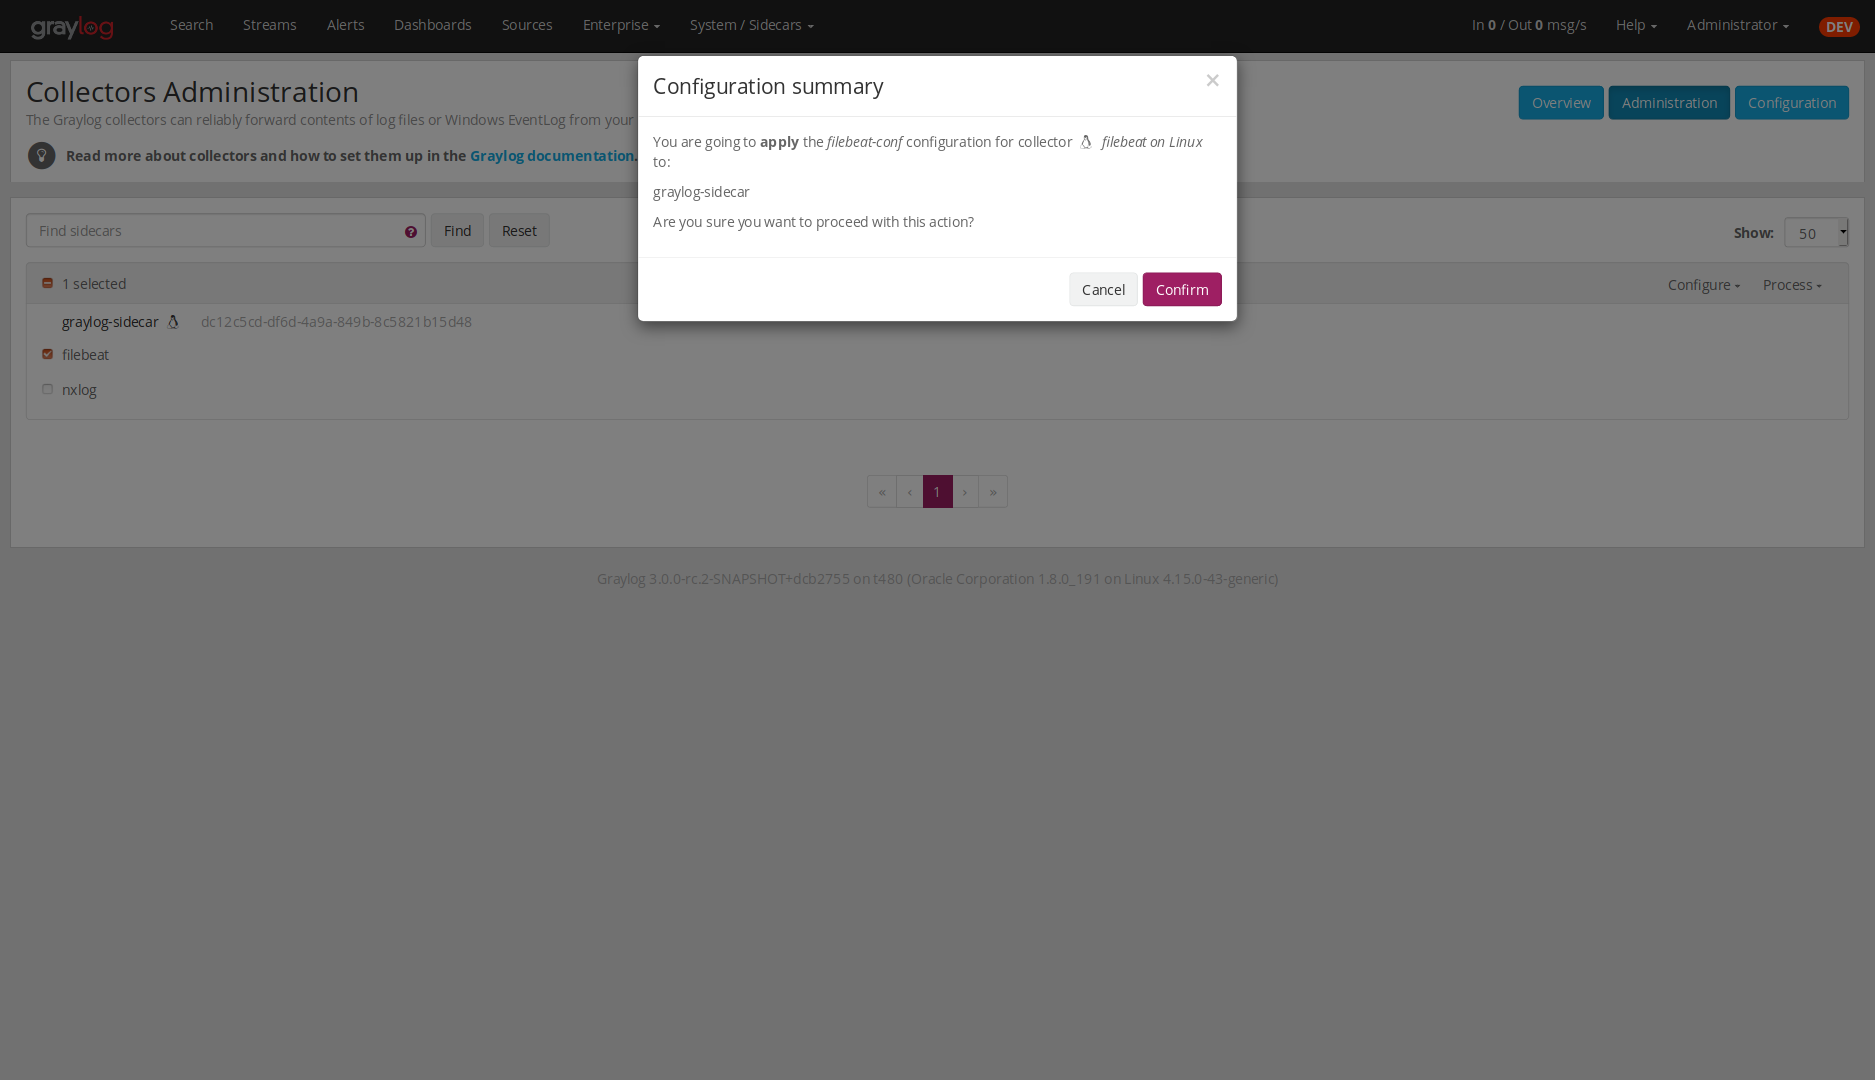 graylog Search Streams Alerts Dashboards Sources Enterprise System / Sidecars In 0 / Out 0 msg/s Help Administrator DEV
Configuration summary ×
You are going to apply the filebeat-conf configuration for collector filebeat on Linux
to:
graylog-sidecar
Are you sure you want to proceed with this action?
Cancel Confirm
Collectors Administration
The Graylog collectors can reliably forward contents of log files or Windows EventLog from your
Read more about collectors and how to set them up in the Graylog documentation.
Overview Administration Configuration
Find sidecars Find Reset Show: 50
1 selected Configure Process
graylog-sidecar dc12c5cd-df6d-4a9a-849b-8c5821b15d48
filebeat
nxlog
« ‹ 1 › »
Graylog 3.0.0-rc.2-SNAPSHOT+dcb2755 on t480 (Oracle Corporation 1.8.0_191 on Linux 4.15.0-43-generic)